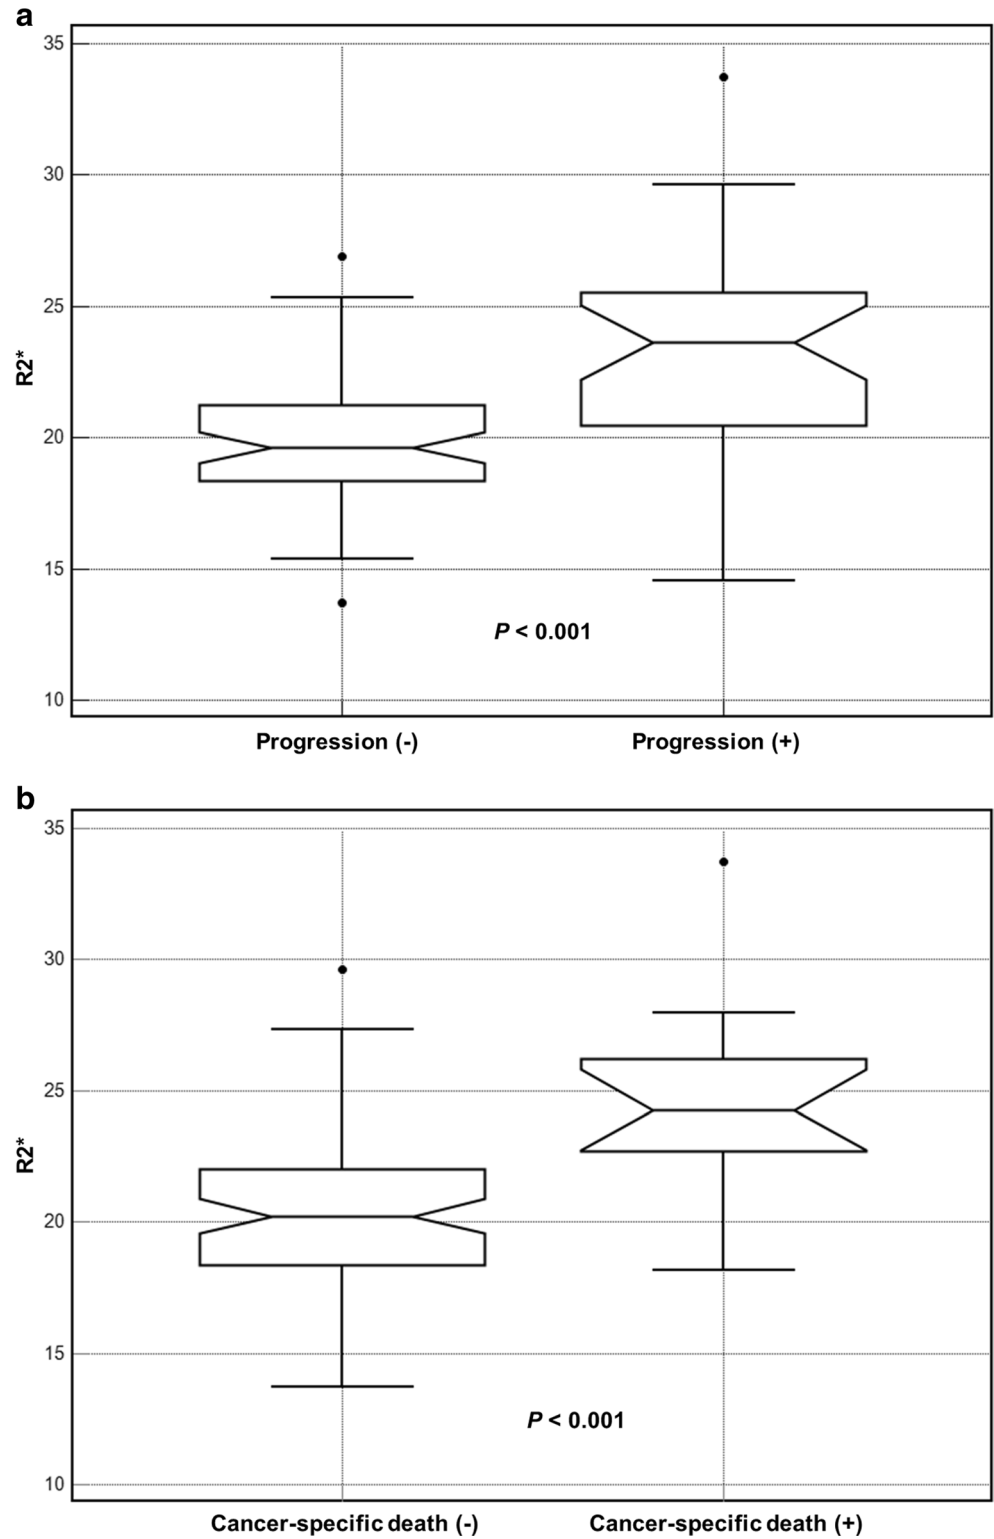 a
35
30
25
20
15
10
R2*
P < 0.001
Progression (-) Progression (+)
b
35
30
25
20
15
10
R2*
P < 0.001
Cancer-specific death (-) Cancer-specific death (+)